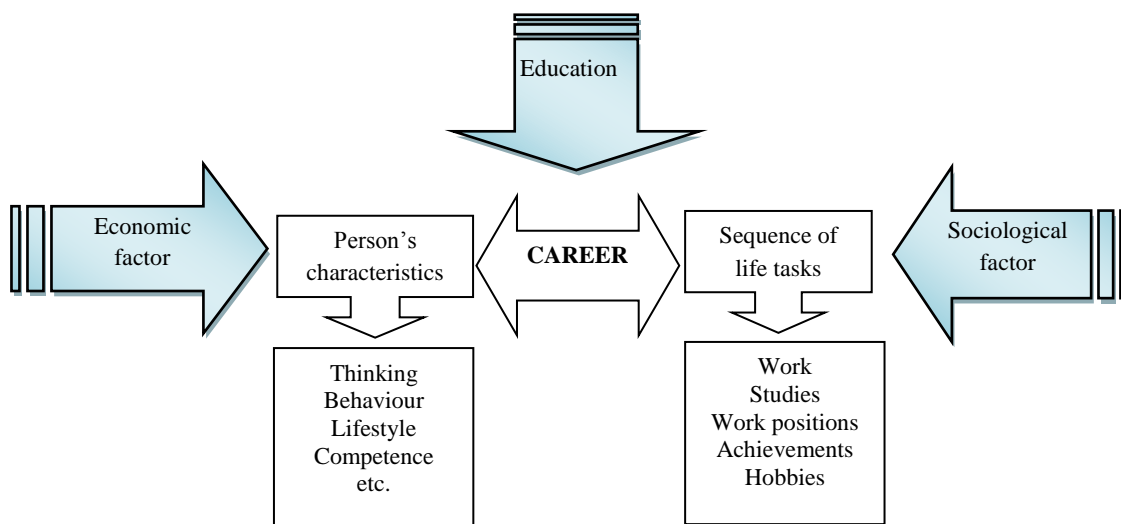 Education
Economic
factor
Person's
characteristics
CAREER
Sequence of
life tasks
Sociological
factor
Thinking
Behaviour
Lifestyle
Competence
etc.
Work
Studies
Work positions
Achievements
Hobbies